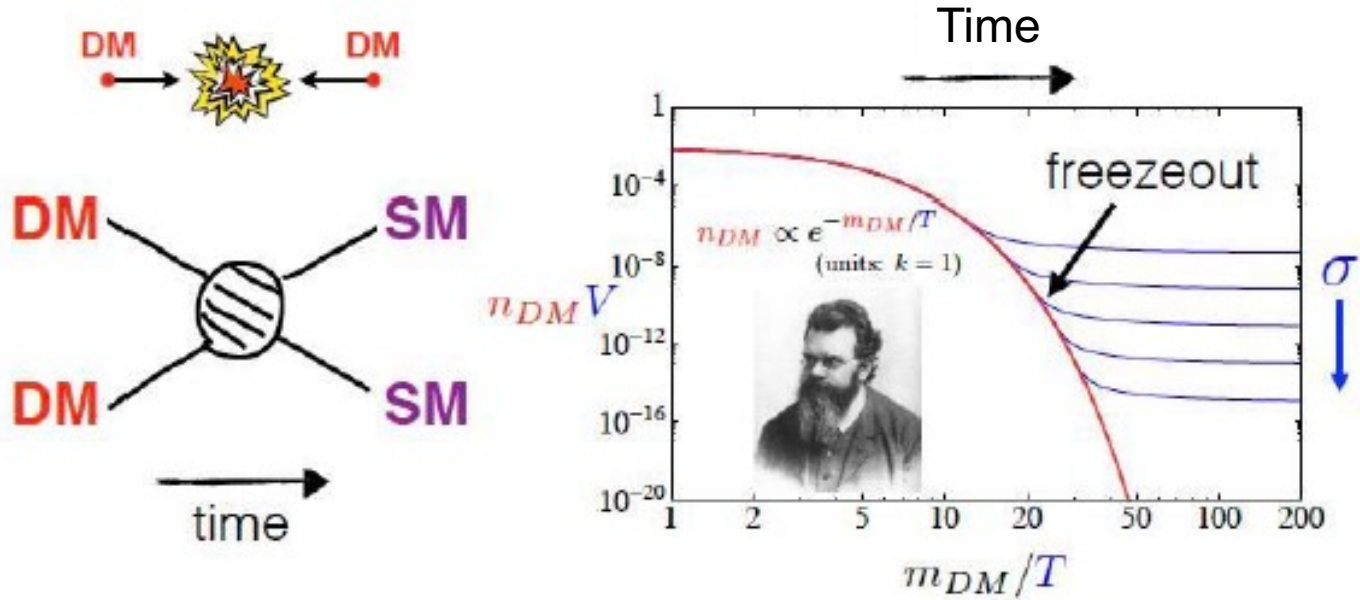 DM DM
DM SM
DM SM
time
Time
1
10⁻⁴
10⁻⁸
10⁻¹²
10⁻¹⁶
10⁻²⁰
n_DM V
freezeout
n_DM ∝ e^{-m_DM/T}
(units: k = 1)
σ
1 2 5 10 20 50 100 200
m_DM/T